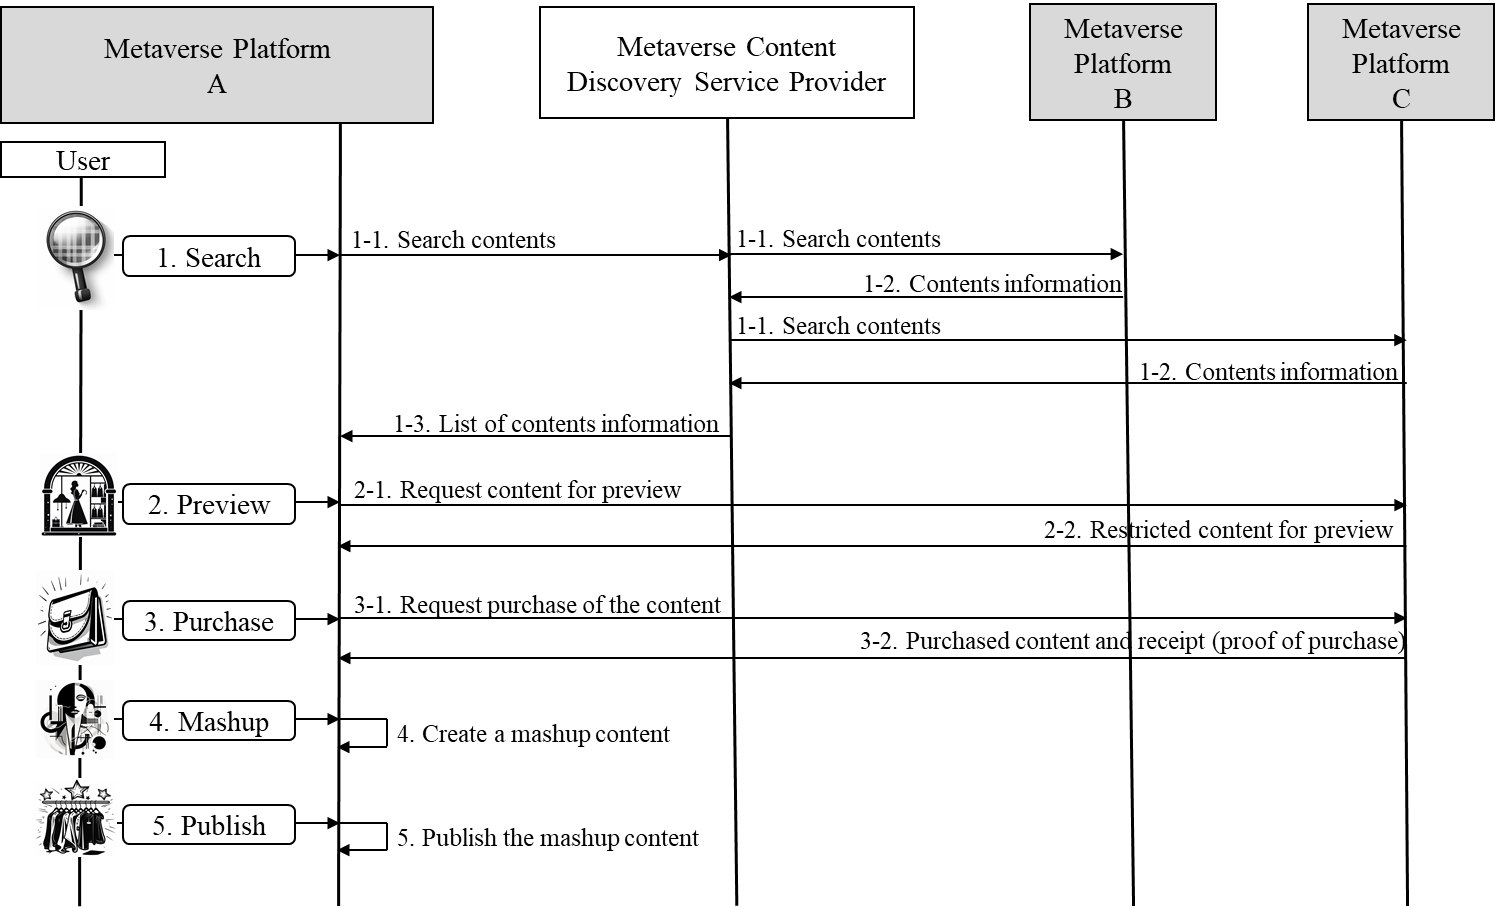 Metaverse Platform
A
Metaverse Content
Discovery Service Provider
Metaverse
Platform
B
Metaverse
Platform
C
User
1. Search
1-1. Search contents
1-1. Search contents
1-2. Contents information
1-1. Search contents
1-2. Contents information
1-3. List of contents information
2. Preview
2-1. Request content for preview
2-2. Restricted content for preview
3. Purchase
3-1. Request purchase of the content
3-2. Purchased content and receipt (proof of purchase)
4. Mashup
4. Create a mashup content
5. Publish
5. Publish the mashup content